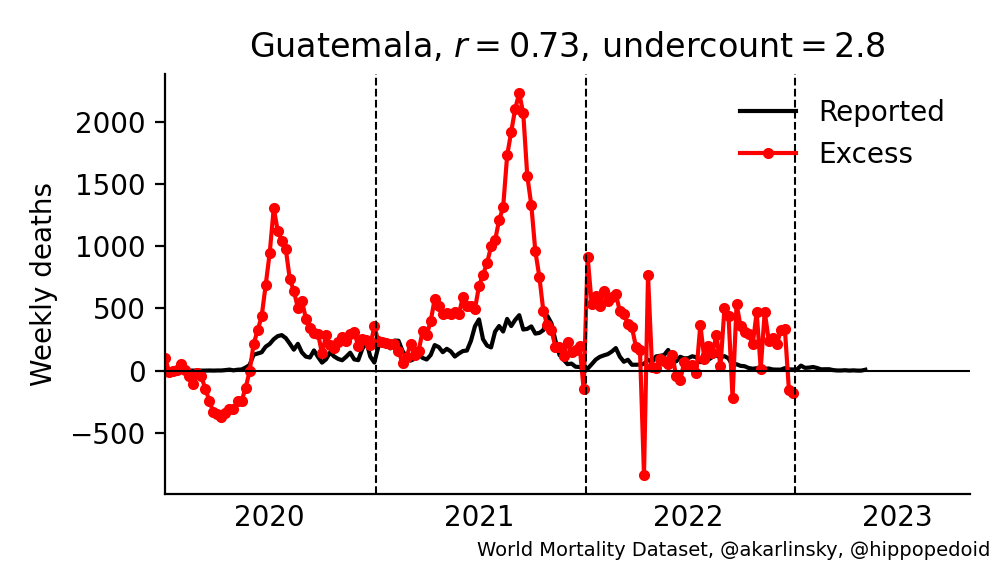 Guatemala, r = 0.73, undercount = 2.8
Weekly deaths
2000
1500
1000
500
0
−500
Reported
Excess
2020
2021
2022
2023
World Mortality Dataset, @akarlinsky, @hippopedoid